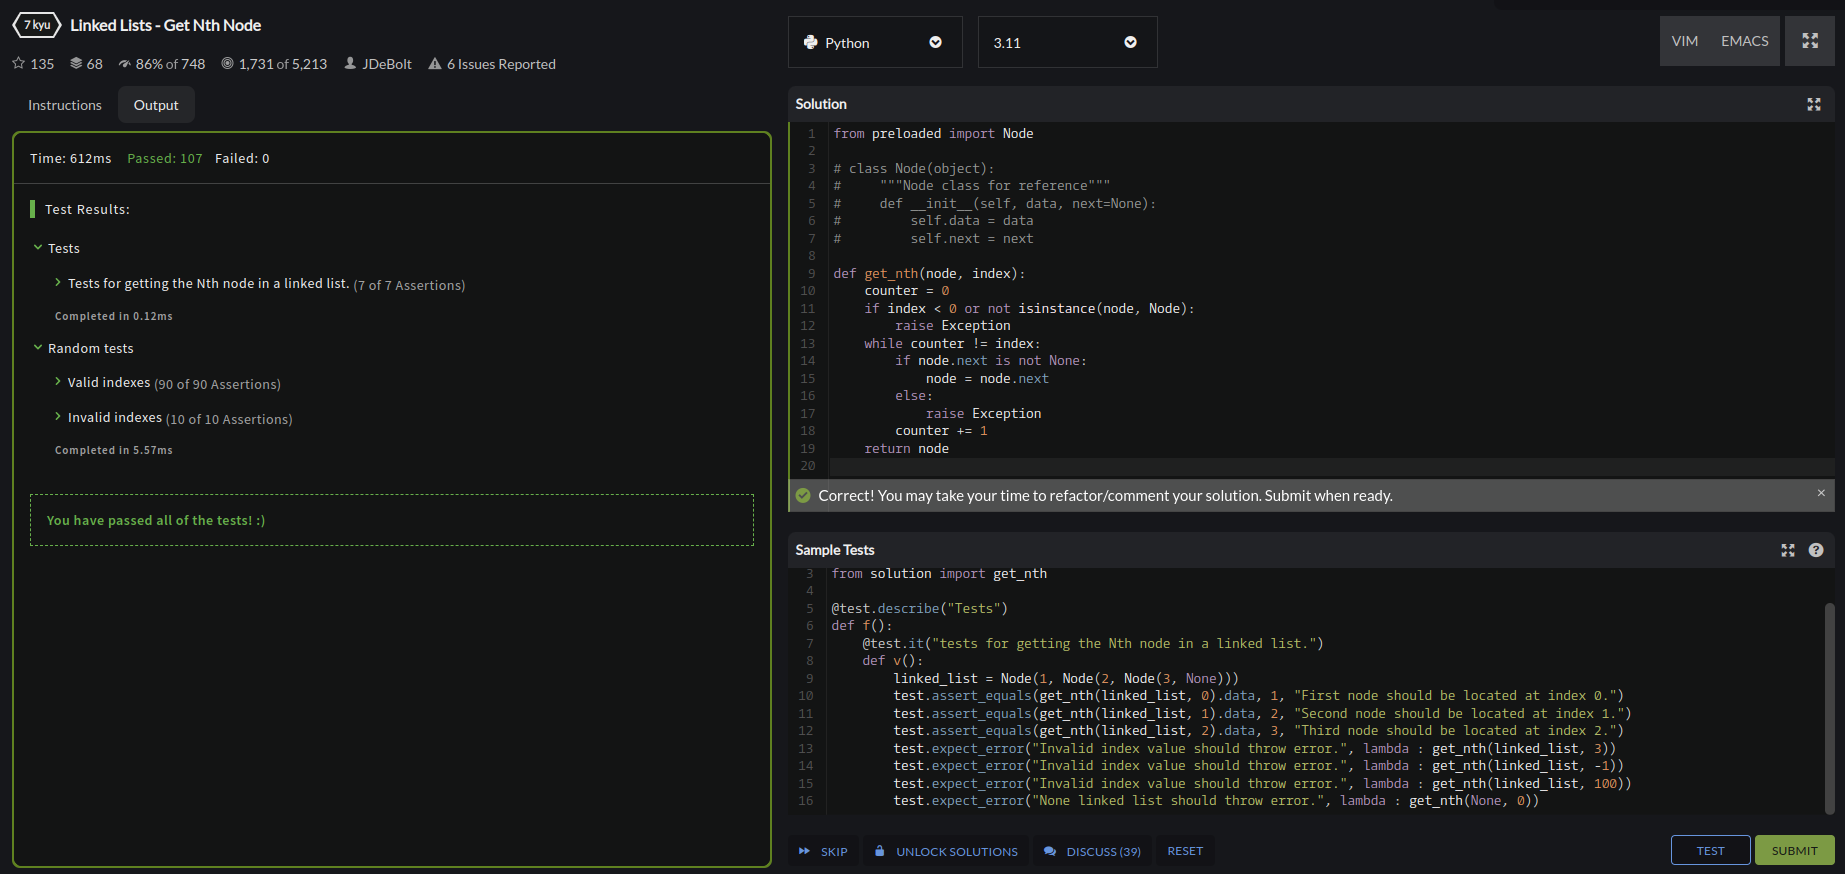 7 kyu Linked Lists - Get Nth Node
135 68 86% of 748 1,731 of 5,213 JDeBolt 6 Issues Reported
Instructions Output
Time: 612ms Passed: 107 Failed: 0
Test Results:
Tests
Tests for getting the Nth node in a linked list. (7 of 7 Assertions)
Completed in 0.12ms
Random tests
Valid indexes (90 of 90 Assertions)
Invalid indexes (10 of 10 Assertions)
Completed in 5.57ms
You have passed all of the tests! :)
Python 3.11 VIM EMACS
Solution
1 from preloaded import Node
2
3 # class Node(object):
4 #     """Node class for reference"""
5 #     def __init__(self, data, next=None):
6 #         self.data = data
7 #         self.next = next
8
9 def get_nth(node, index):
10     counter = 0
11     if index < 0 or not isinstance(node, Node):
12         raise Exception
13     while counter != index:
14         if node.next is not None:
15             node = node.next
16         else:
17             raise Exception
18         counter += 1
19     return node
20
Correct! You may take your time to refactor/comment your solution. Submit when ready. ×
Sample Tests ?
3 from solution import get_nth
4
5 @test.describe("Tests")
6 def f():
7     @test.it("tests for getting the Nth node in a linked list.")
8     def v():
9         linked_list = Node(1, Node(2, Node(3, None)))
10         test.assert_equals(get_nth(linked_list, 0).data, 1, "First node should be located at index 0.")
11         test.assert_equals(get_nth(linked_list, 1).data, 2, "Second node should be located at index 1.")
12         test.assert_equals(get_nth(linked_list, 2).data, 3, "Third node should be located at index 2.")
13         test.expect_error("Invalid index value should throw error.", lambda : get_nth(linked_list, 3))
14         test.expect_error("Invalid index value should throw error.", lambda : get_nth(linked_list, -1))
15         test.expect_error("Invalid index value should throw error.", lambda : get_nth(linked_list, 100))
16         test.expect_error("None linked list should throw error.", lambda : get_nth(None, 0))
SKIP UNLOCK SOLUTIONS DISCUSS (39) RESET TEST SUBMIT